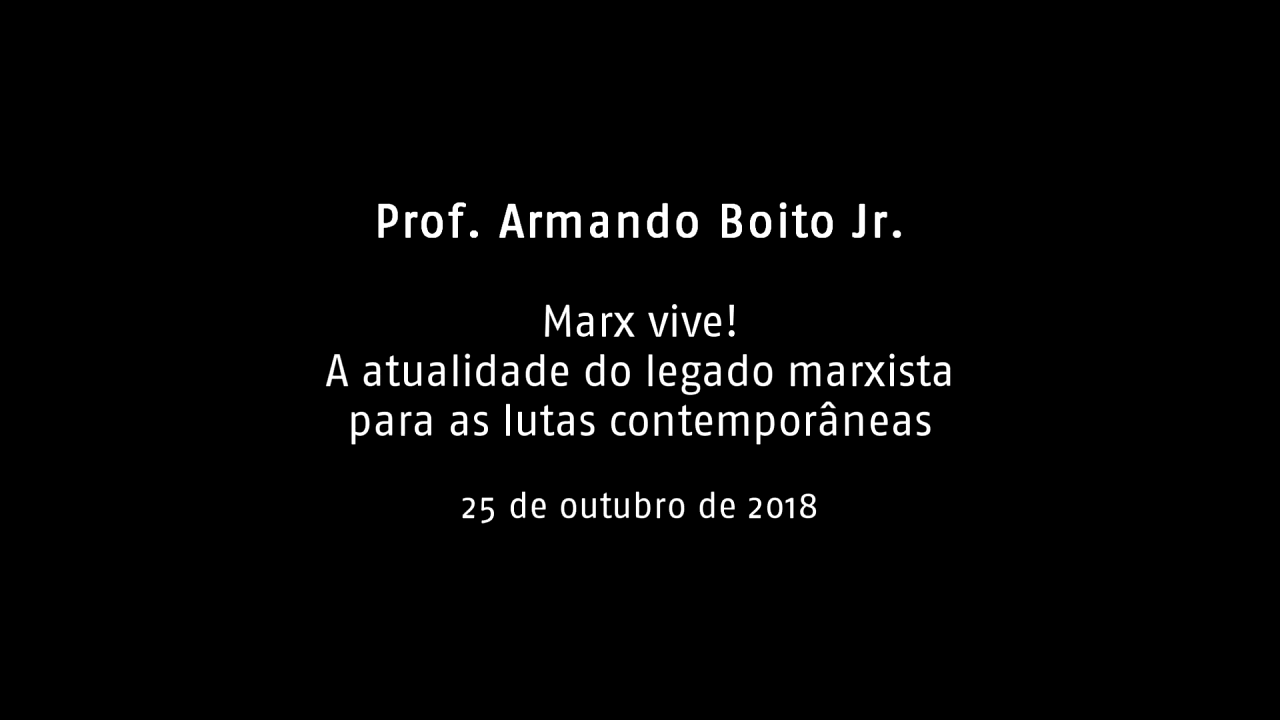 Prof. Armando Boito Jr.
Marx vive!
A atualidade do legado marxista
para as lutas contemporâneas
25 de outubro de 2018